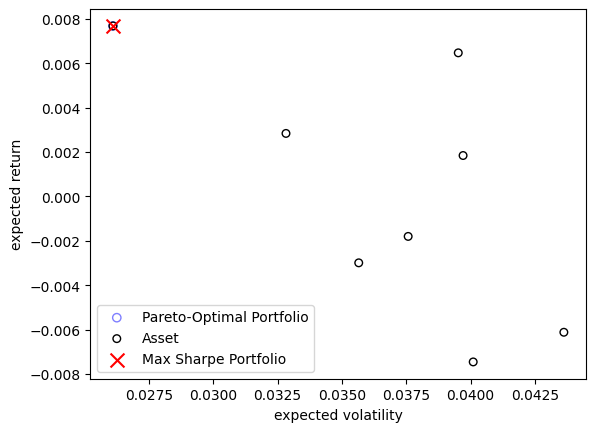 0.008
0.006
0.004
0.002
0.000
−0.002
−0.004
−0.006
−0.008
expected return
Pareto-Optimal Portfolio
Asset
Max Sharpe Portfolio
0.0275 0.0300 0.0325 0.0350 0.0375 0.0400 0.0425
expected volatility